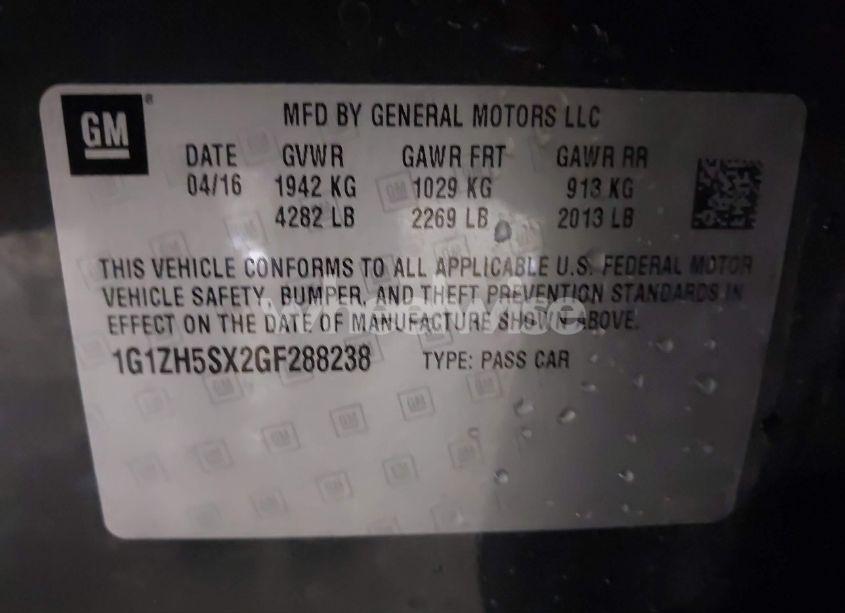 GM
MFD BY GENERAL MOTORS LLC
DATE GVWR GAWR FRT GAWR RR
04/16 1942 KG 1029 KG 913 KG
4282 LB 2269 LB 2013 LB
THIS VEHICLE CONFORMS TO ALL APPLICABLE U.S. FEDERAL MOTOR
VEHICLE SAFETY, BUMPER, AND THEFT PREVENTION STANDARDS IN
EFFECT ON THE DATE OF MANUFACTURE SHOWN ABOVE.
1G1ZH5SX2GF288238 TYPE: PASS CAR